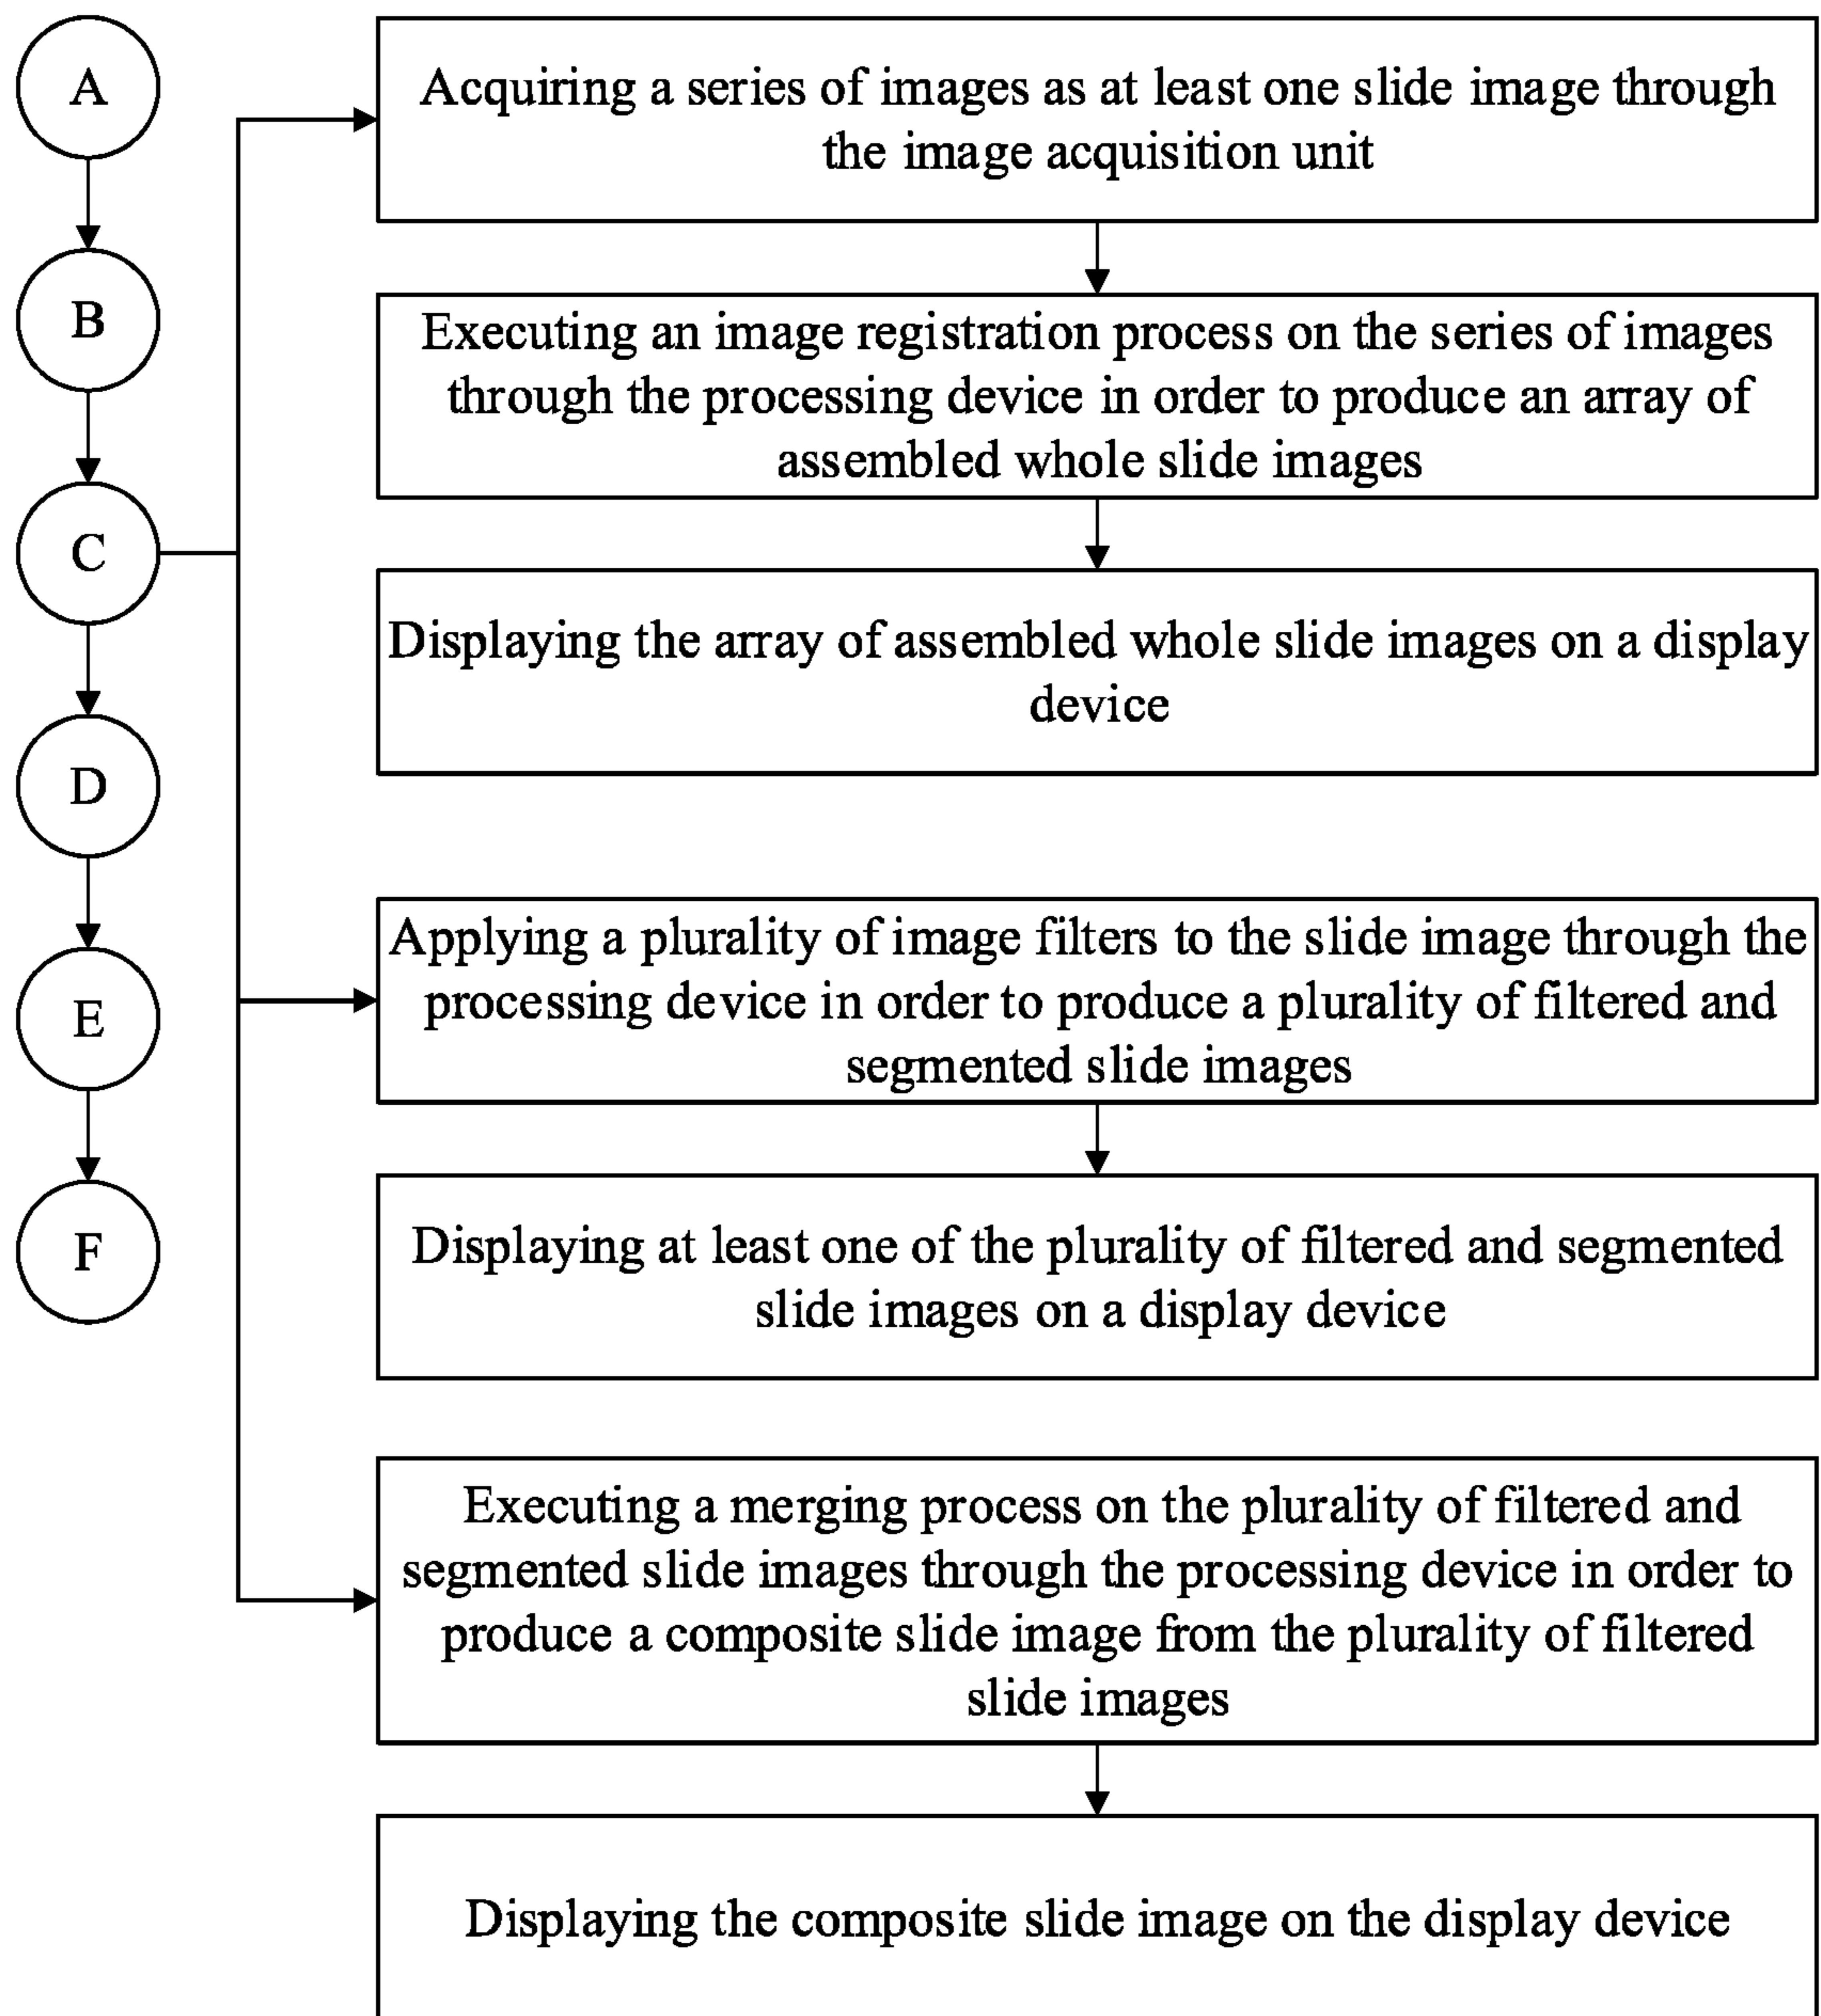 A
B
C
D
E
F
Acquiring a series of images as at least one slide image through
the image acquisition unit
Executing an image registration process on the series of images
through the processing device in order to produce an array of
assembled whole slide images
Displaying the array of assembled whole slide images on a display
device
Applying a plurality of image filters to the slide image through the
processing device in order to produce a plurality of filtered and
segmented slide images
Displaying at least one of the plurality of filtered and segmented
slide images on a display device
Executing a merging process on the plurality of filtered and
segmented slide images through the processing device in order to
produce a composite slide image from the plurality of filtered
slide images
Displaying the composite slide image on the display device